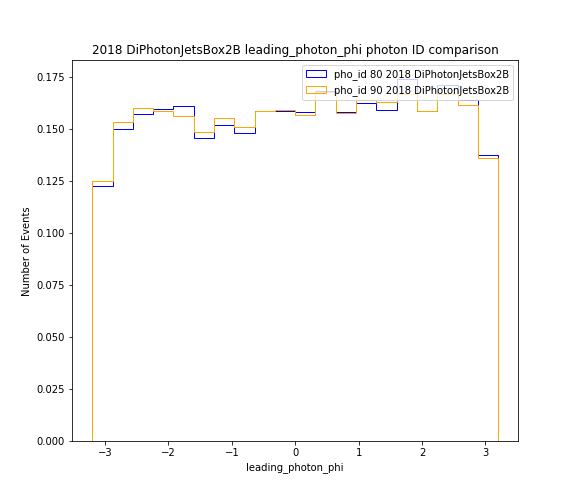 2018 DiPhotonJetsBox2B leading_photon_phi photon ID comparison
pho_id 80 2018 DiPhotonJetsBox2B
pho_id 90 2018 DiPhotonJetsBox2B
Number of Events
0.175
0.150
0.125
0.100
0.075
0.050
0.025
0.000
−3 −2 −1 0 1 2 3
leading_photon_phi